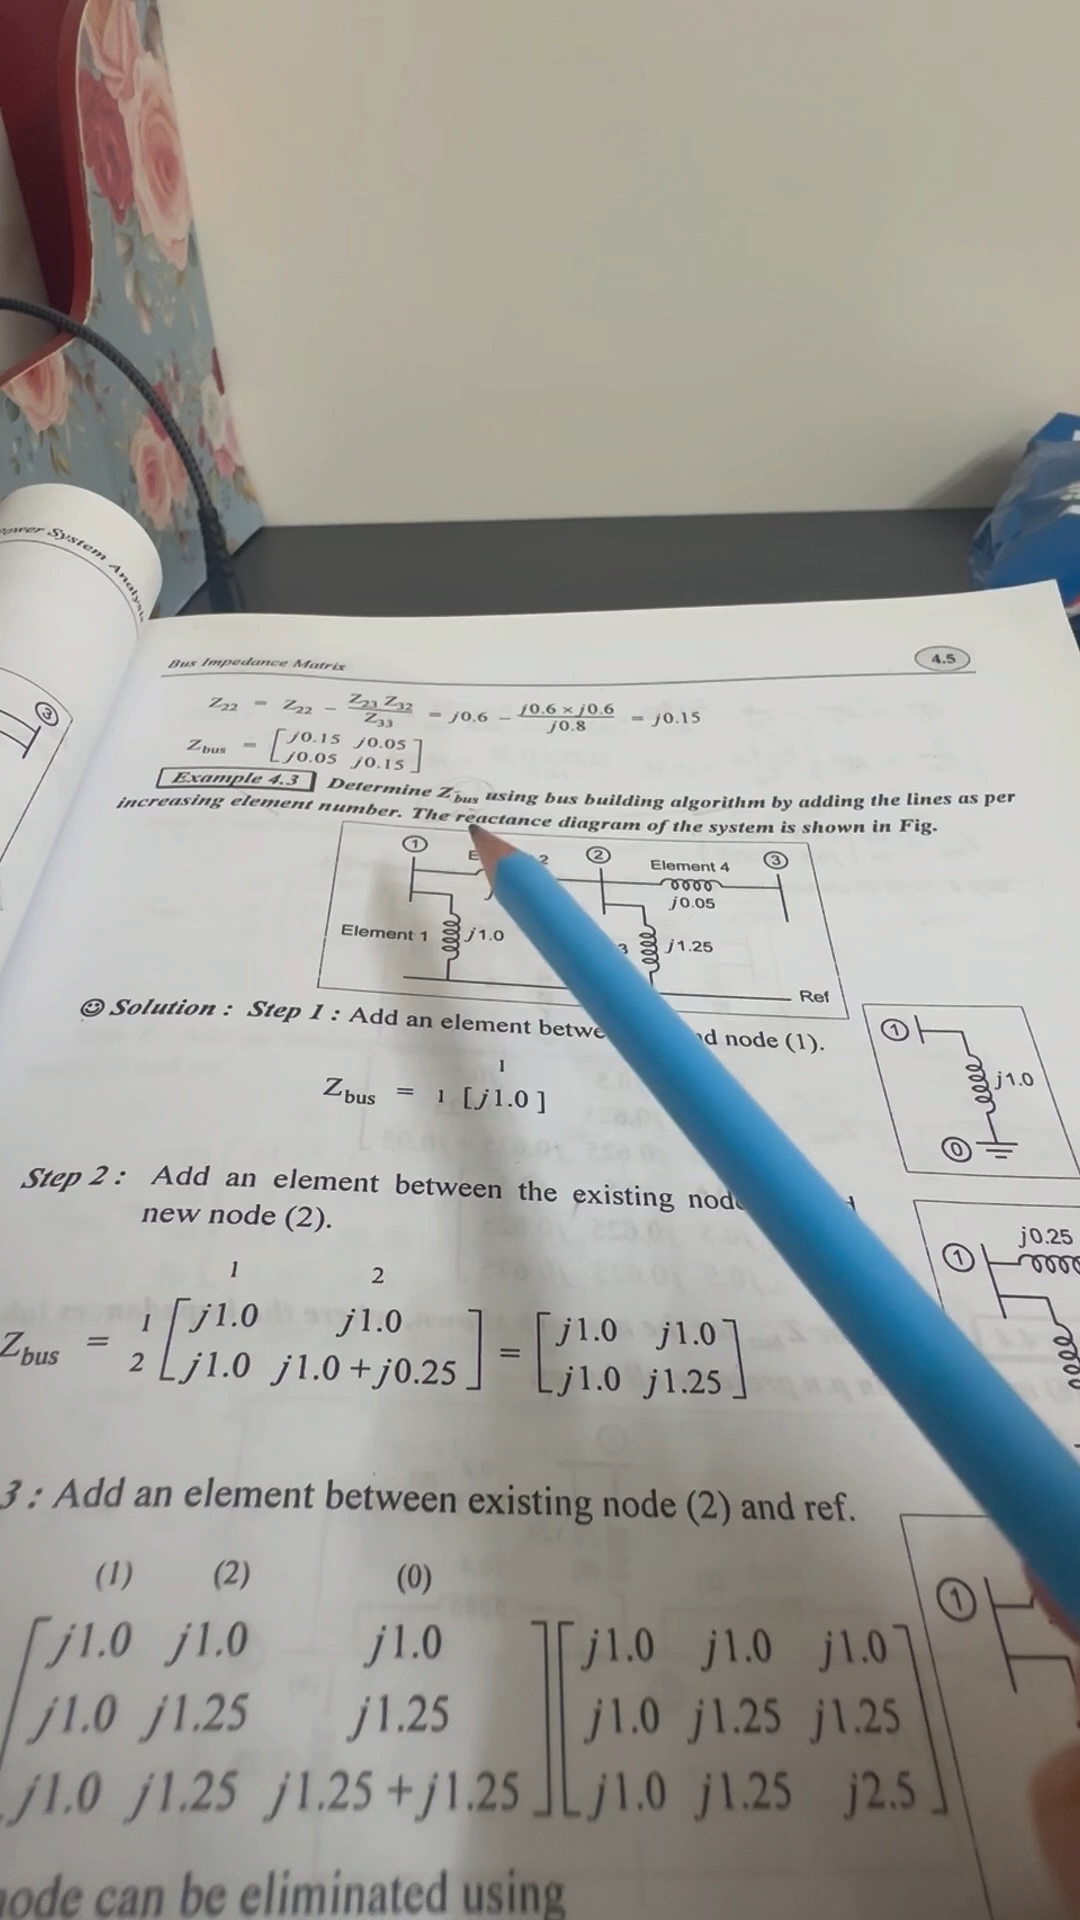 Power System Analysis
3
Bus Impedance Matrix
4.5
Z22 = Z22 − Z23 Z32 / Z33 = j0.6 − j0.6 × j0.6 / j0.8 = j0.15
Zbus = [j0.15 j0.05
j0.05 j0.15]
Example 4.3 Determine Zbus using bus building algorithm by adding the lines as per
increasing element number. The reactance diagram of the system is shown in Fig.
1 2 3
2 Element 4
j0.05
Element 1 j1.0 3 j1.25
Ref
☺ Solution : Step 1 : Add an element node (1).
1
Zbus = 1 [j1.0]
1
j1.0
0
Step 2 : Add an element between the existing
new node (2).
1 2
Zbus = 1 [j1.0 j1.0 ] = [j1.0 j1.0]
2 [j1.0 j1.0 + j0.25] [j1.0 j1.25]
j0.25
1
3 : Add an element between existing node (2) and ref.
(1) (2) (0)
[j1.0 j1.0 j1.0 ] [j1.0 j1.0 j1.0]
j1.0 j1.25 j1.25 j1.0 j1.25 j1.25
j1.0 j1.25 j1.25 + j1.25 j1.0 j1.25 j2.5
1
can be eliminated using